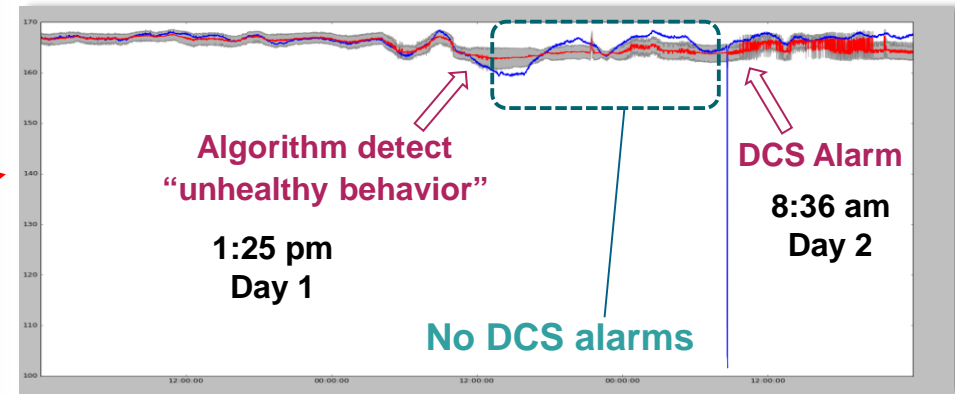 170
160
150
140
130
120
110
100
Algorithm detect
“unhealthy behavior”
1:25 pm
Day 1
No DCS alarms
DCS Alarm
8:36 am
Day 2
12:00:00
00:00:00
12:00:00
00:00:00
12:00:00